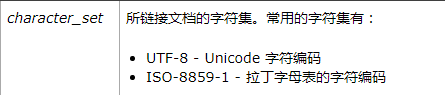 character_set
所链接文档的字符集。常用的字符集有：
• UTF-8 - Unicode 字符编码
• ISO-8859-1 - 拉丁字母表的字符编码